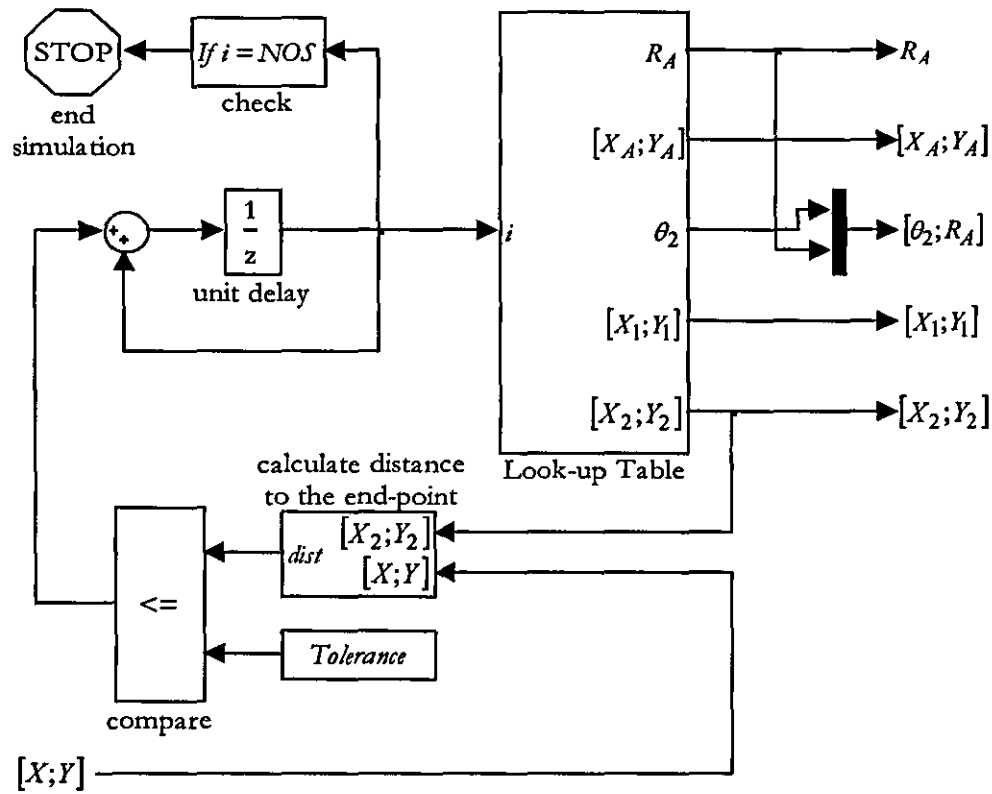 STOP
end
simulation
If i = NOS
check
R_A
R_A
[X_A;Y_A]
[X_A;Y_A]
+
+
1
z
unit delay
i
θ_2
[θ_2;R_A]
[X_1;Y_1]
[X_1;Y_1]
[X_2;Y_2]
[X_2;Y_2]
Look-up Table
calculate distance
to the end-point
dist
[X_2;Y_2]
[X;Y]
<=
Tolerance
compare
[X;Y]